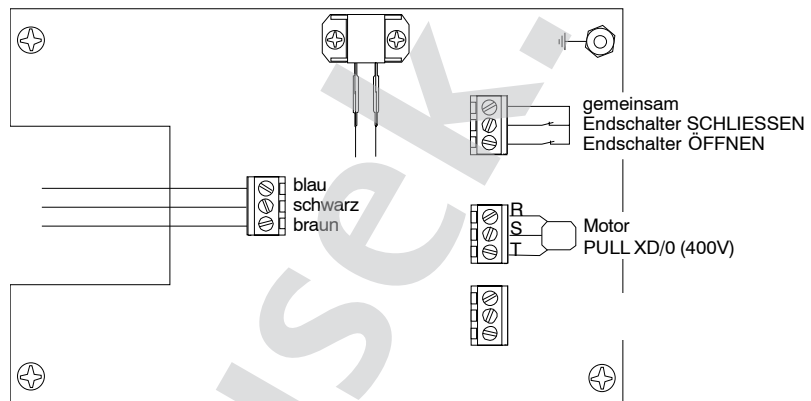 gemeinsam
Endschalter SCHLIESSEN
Endschalter ÖFFNEN
blau
schwarz
braun
R
S
T
Motor
PULL XD/0 (400V)